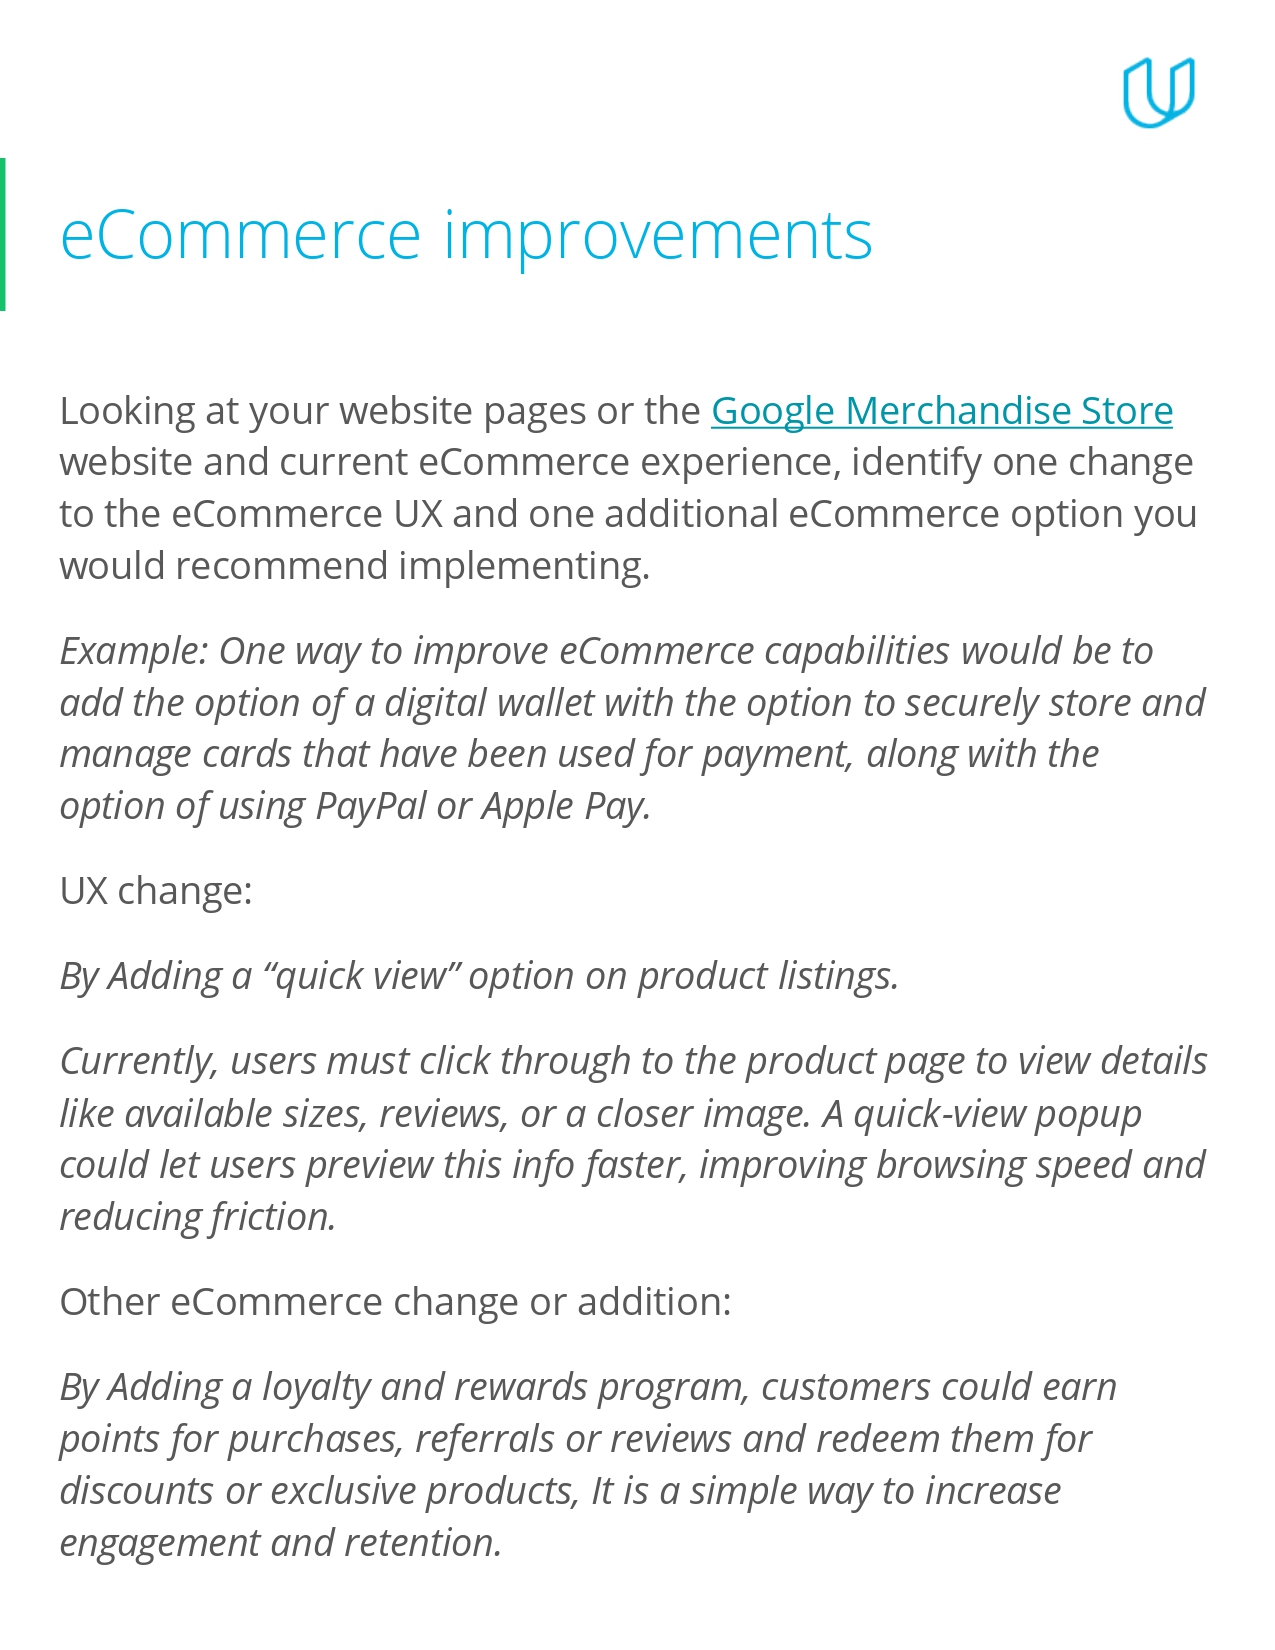 eCommerce improvements
Looking at your website pages or the Google Merchandise Store
website and current eCommerce experience, identify one change
to the eCommerce UX and one additional eCommerce option you
would recommend implementing.
Example: One way to improve eCommerce capabilities would be to
add the option of a digital wallet with the option to securely store and
manage cards that have been used for payment, along with the
option of using PayPal or Apple Pay.
UX change:
By Adding a “quick view” option on product listings.
Currently, users must click through to the product page to view details
like available sizes, reviews, or a closer image. A quick-view popup
could let users preview this info faster, improving browsing speed and
reducing friction.
Other eCommerce change or addition:
By Adding a loyalty and rewards program, customers could earn
points for purchases, referrals or reviews and redeem them for
discounts or exclusive products, It is a simple way to increase
engagement and retention.